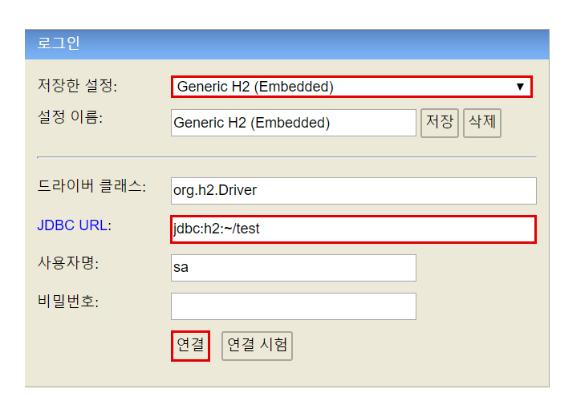 로그인
저장한 설정: Generic H2 (Embedded) ▼
설정 이름: Generic H2 (Embedded) 저장 삭제
드라이버 클래스: org.h2.Driver
JDBC URL: jdbc:h2:~/test
사용자명: sa
비밀번호:
연결 연결 시험